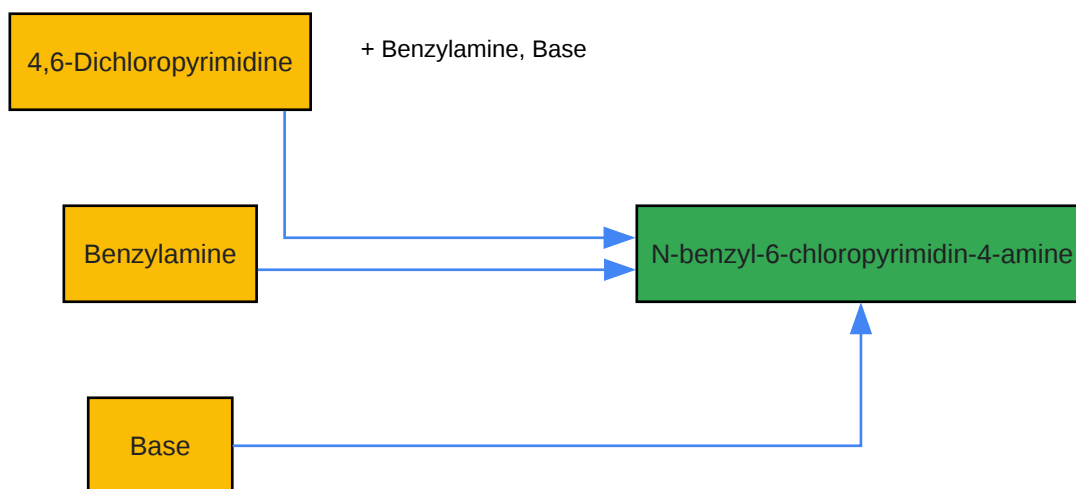 4,6-Dichloropyrimidine
+ Benzylamine, Base
Benzylamine
N-benzyl-6-chloropyrimidin-4-amine
Base